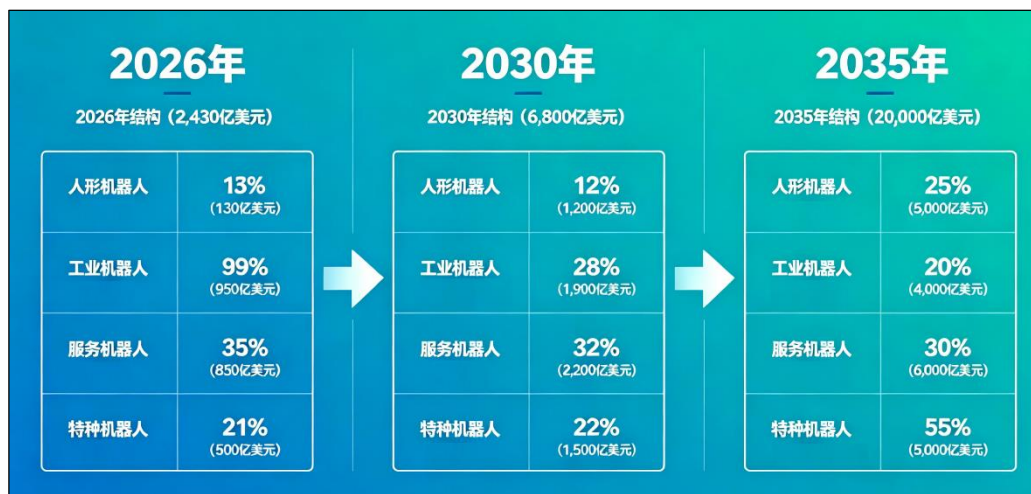 2026年
2026年结构（2,430亿美元）
人形机器人 13%
(130亿美元)
工业机器人 99%
(950亿美元)
服务机器人 35%
(850亿美元)
特种机器人 21%
(500亿美元)
2030年
2030年结构（6,800亿美元）
人形机器人 12%
(1,200亿美元)
工业机器人 28%
(1,900亿美元)
服务机器人 32%
(2,200亿美元)
特种机器人 22%
(1,500亿美元)
2035年
2035年结构（20,000亿美元）
人形机器人 25%
(5,000亿美元)
工业机器人 20%
(4,000亿美元)
服务机器人 30%
(6,000亿美元)
特种机器人 55%
(5,000亿美元)